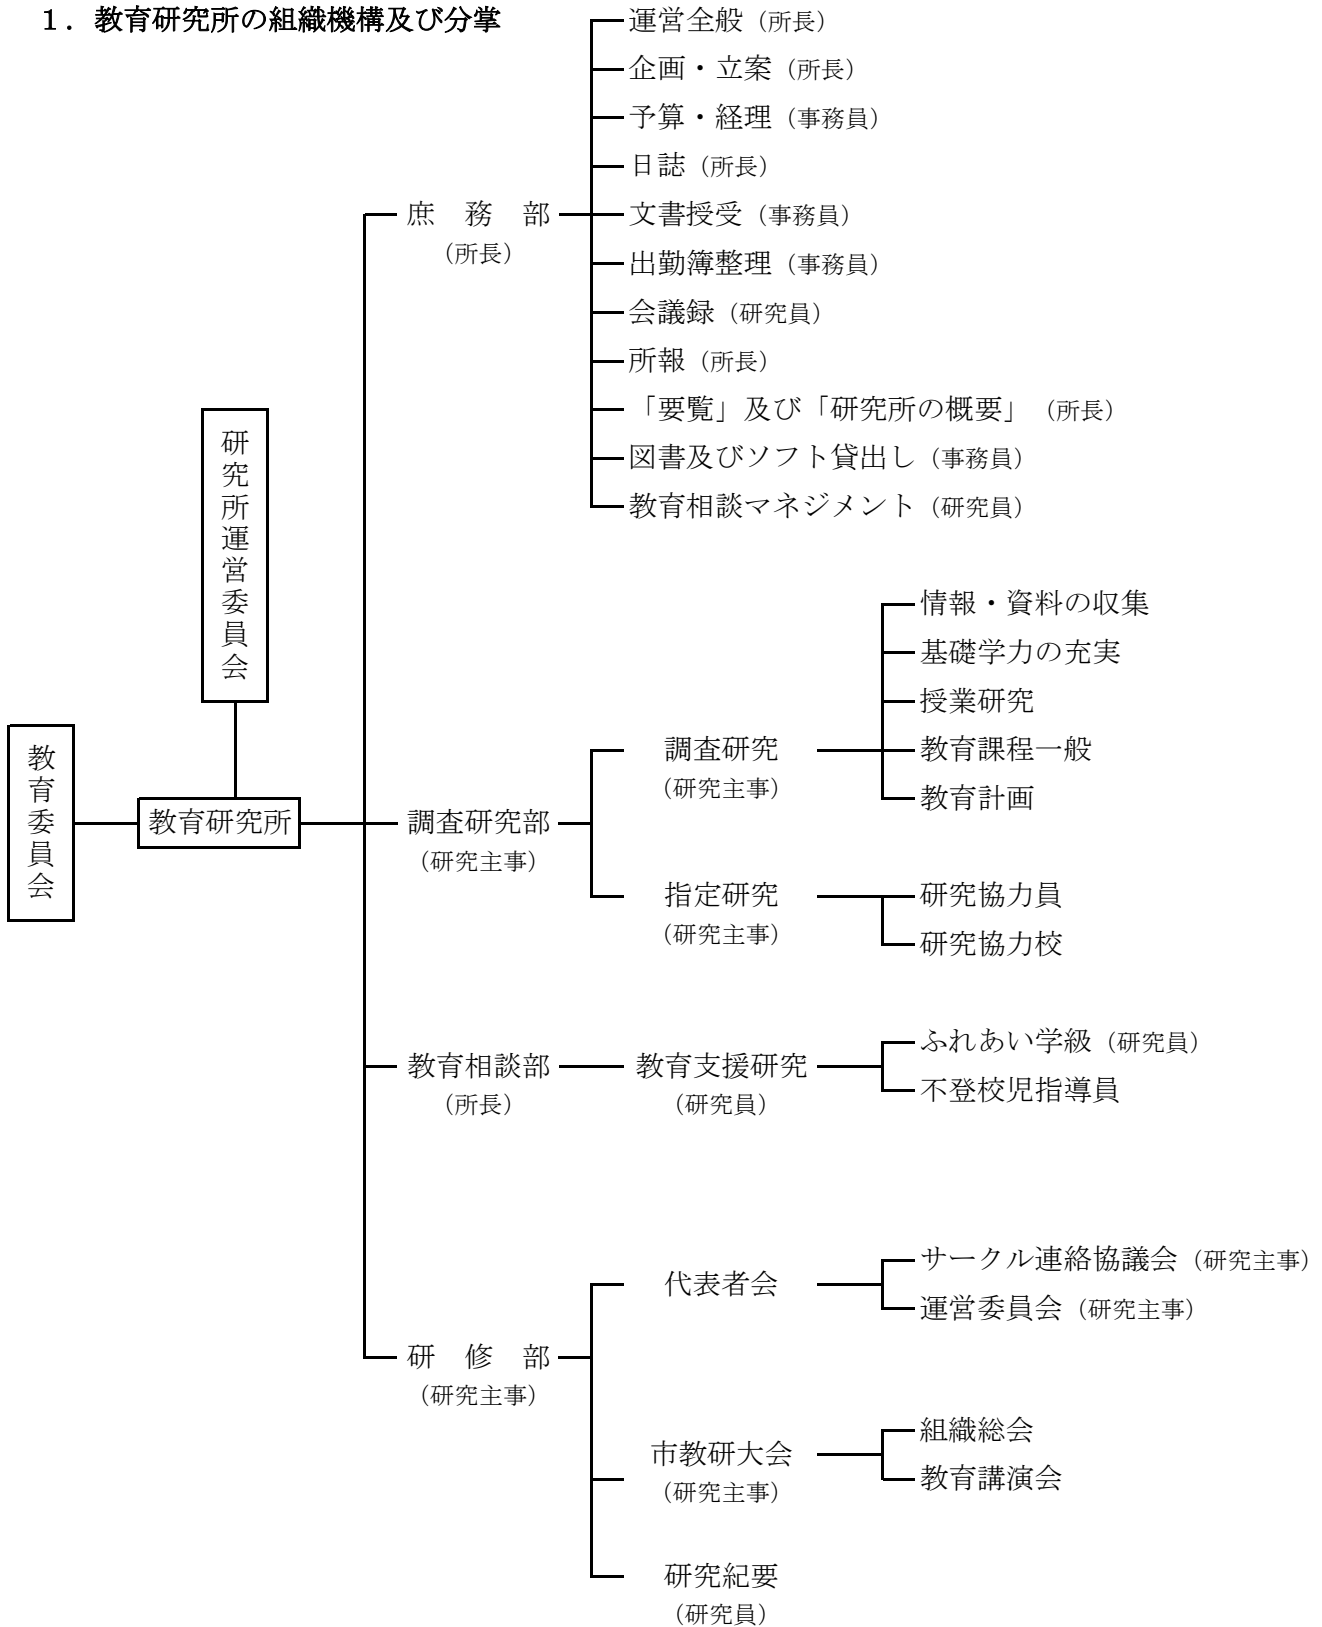 １．教育研究所の組織機構及び分掌
運営全般（所長）
企画・立案（所長）
予算・経理（事務員）
日誌（所長）
庶　務　部
（所長）
文書授受（事務員）
出勤簿整理（事務員）
会議録（研究員）
所報（所長）
「要覧」及び「研究所の概要」（所長）
図書及びソフト貸出し（事務員）
教育相談マネジメント（研究員）
研究所運営委員会
教育委員会
教育研究所
調査研究部
（研究主事）
調査研究
（研究主事）
情報・資料の収集
基礎学力の充実
授業研究
教育課程一般
教育計画
指定研究
（研究主事）
研究協力員
研究協力校
教育相談部
（所長）
教育支援研究
（研究員）
ふれあい学級（研究員）
不登校児指導員
研　修　部
（研究主事）
代表者会
サークル連絡協議会（研究主事）
運営委員会（研究主事）
市教研大会
（研究主事）
組織総会
教育講演会
研究紀要
（研究員）